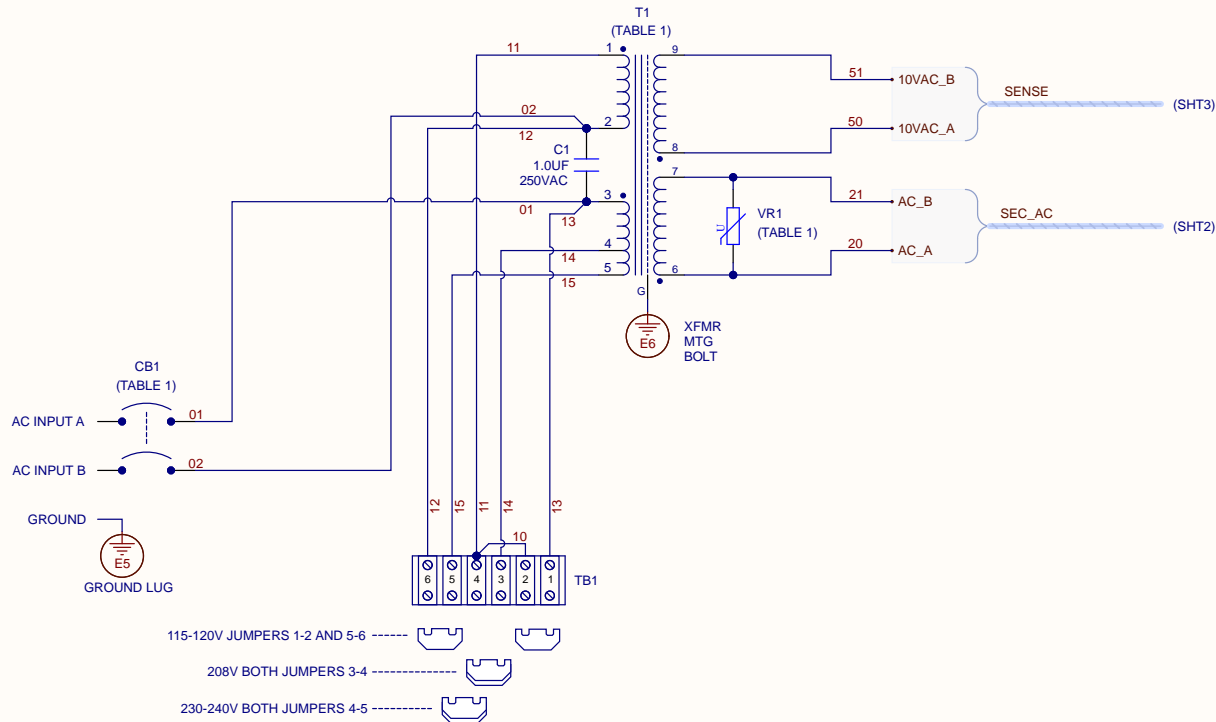 T1
(TABLE 1)
11
1
9
51
10VAC_B
SENSE
(SHT3)
02
12
2
50
10VAC_A
C1
1.0UF
250VAC
8
7
3
01
13
21
AC_B
SEC_AC
(SHT2)
VR1
(TABLE 1)
U
4
14
20
AC_A
5
15
6
G
E6
XFMR
MTG
BOLT
CB1
(TABLE 1)
AC INPUT A
01
AC INPUT B
02
GROUND
E5
GROUND LUG
12
15
11
14
13
10
6
5
4
3
2
1
TB1
115-120V JUMPERS 1-2 AND 5-6
208V BOTH JUMPERS 3-4
230-240V BOTH JUMPERS 4-5